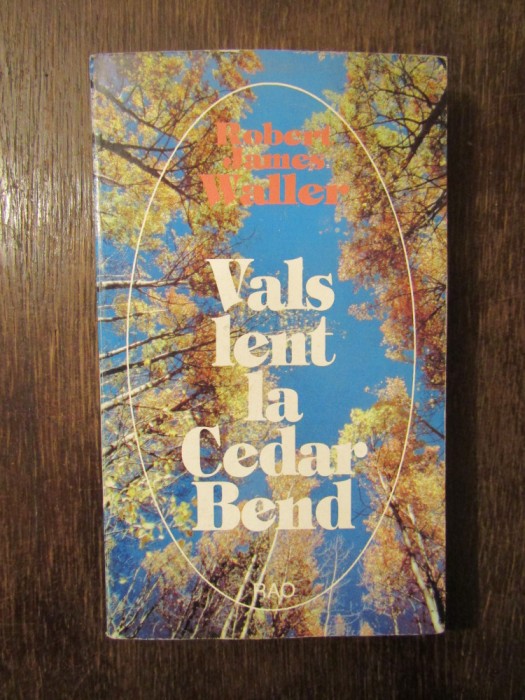 Robert
James
Waller
Vals
lent
la
Cedar
Bend
RAO